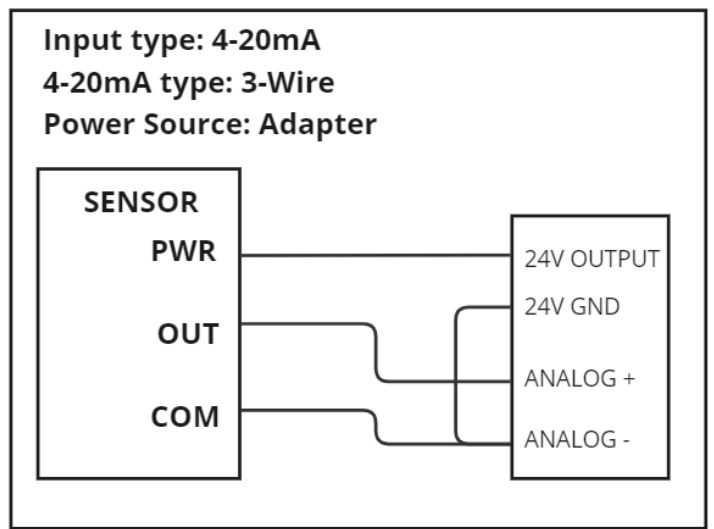 Input type: 4-20mA
4-20mA type: 3-Wire
Power Source: Adapter
SENSOR
PWR
OUT
COM
24V OUTPUT
24V GND
ANALOG +
ANALOG -